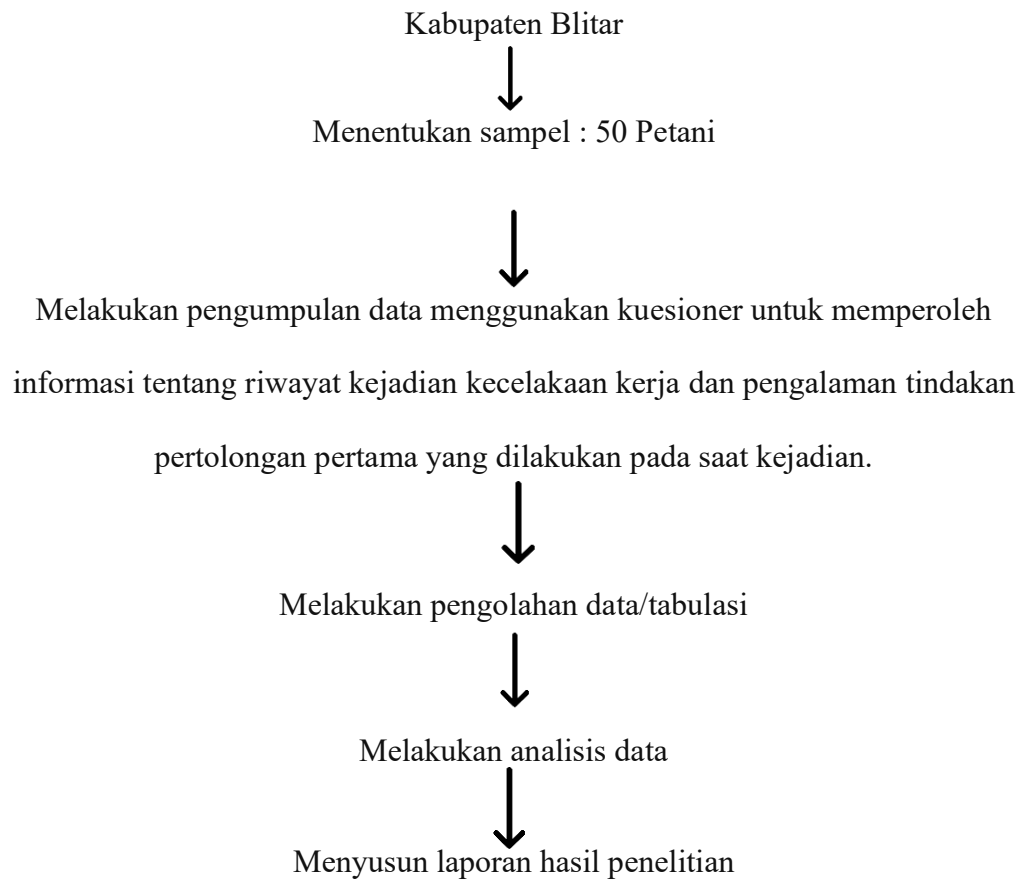 Kabupaten Blitar
Menentukan sampel : 50 Petani
Melakukan pengumpulan data menggunakan kuesioner untuk memperoleh
informasi tentang riwayat kejadian kecelakaan kerja dan pengalaman tindakan
pertolongan pertama yang dilakukan pada saat kejadian.
Melakukan pengolahan data/tabulasi
Melakukan analisis data
Menyusun laporan hasil penelitian